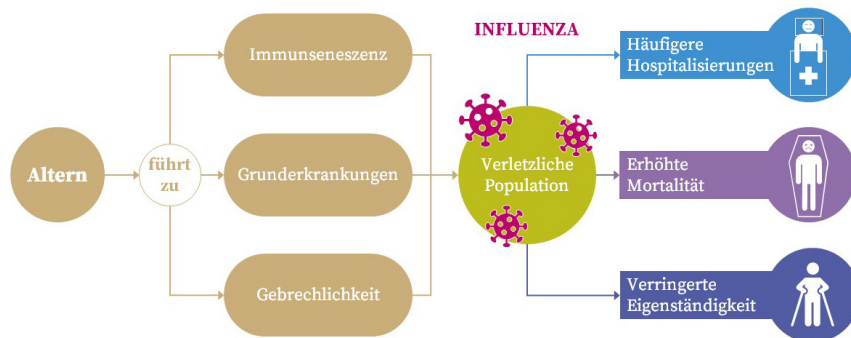 Altern
führt
zu
Immunseneszenz
Grunderkrankungen
Gebrechlichkeit
INFLUENZA
Verletzliche
Population
Häufigere
Hospitalisierungen
Erhöhte
Mortalität
Verringerte
Eigenständigkeit